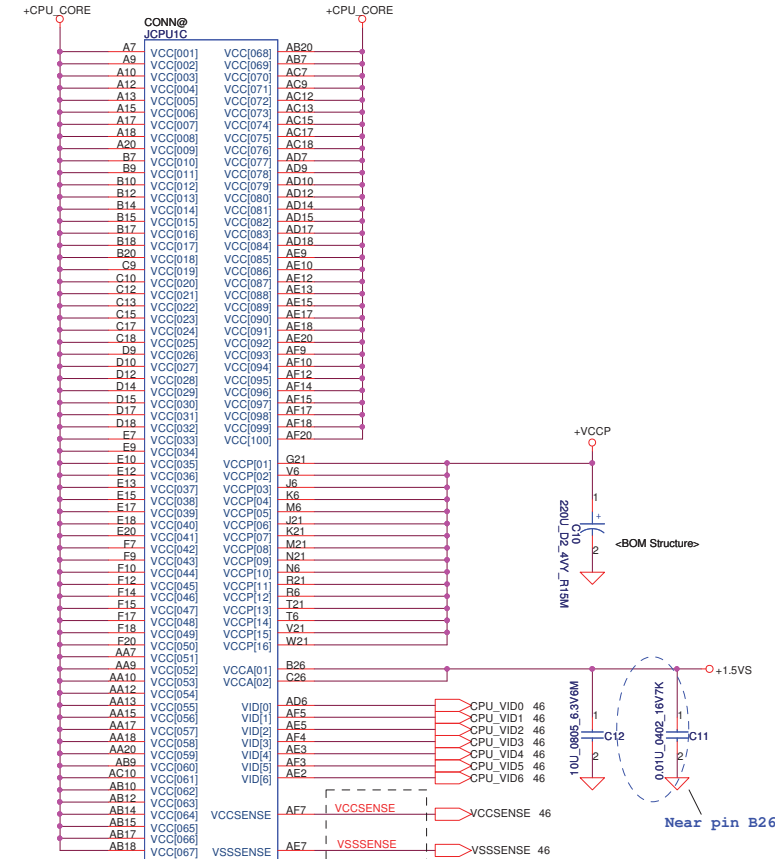 +CPU_CORE +CPU_CORE
CONN@
JCPU1C
A7 VCC[001] VCC[068] AB20
A9 VCC[002] VCC[069] AB7
A10 VCC[003] VCC[070] AC7
A12 VCC[004] VCC[071] AC9
A13 VCC[005] VCC[072] AC12
A15 VCC[006] VCC[073] AC13
A17 VCC[007] VCC[074] AC15
A18 VCC[008] VCC[075] AC17
A20 VCC[009] VCC[076] AC18
B7 VCC[010] VCC[077] AD7
B9 VCC[011] VCC[078] AD9
B10 VCC[012] VCC[079] AD10
B12 VCC[013] VCC[080] AD12
B14 VCC[014] VCC[081] AD14
B15 VCC[015] VCC[082] AD15
B17 VCC[016] VCC[083] AD17
B18 VCC[017] VCC[084] AD18
B20 VCC[018] VCC[085] AE9
C9 VCC[019] VCC[086] AE10
C10 VCC[020] VCC[087] AE12
C12 VCC[021] VCC[088] AE13
C13 VCC[022] VCC[089] AE15
C15 VCC[023] VCC[090] AE17
C17 VCC[024] VCC[091] AE18
C18 VCC[025] VCC[092] AE20
D9 VCC[026] VCC[093] AF9
D10 VCC[027] VCC[094] AF10
D12 VCC[028] VCC[095] AF12
D14 VCC[029] VCC[096] AF14
D15 VCC[030] VCC[097] AF15
D17 VCC[031] VCC[098] AF17
D18 VCC[032] VCC[099] AF18
E7 VCC[033] VCC[100] AF20
E9 VCC[034]
E10 VCC[035] VCCP[01] G21
E12 VCC[036] VCCP[02] V6
E13 VCC[037] VCCP[03] J6
E15 VCC[038] VCCP[04] K6
E17 VCC[039] VCCP[05] M6
E18 VCC[040] VCCP[06] J21
E20 VCC[041] VCCP[07] K21
F7 VCC[042] VCCP[08] M21
F9 VCC[043] VCCP[09] N21
F10 VCC[044] VCCP[10] N6
F12 VCC[045] VCCP[11] R21
F14 VCC[046] VCCP[12] R6
F15 VCC[047] VCCP[13] T21
F17 VCC[048] VCCP[14] T6
F18 VCC[049] VCCP[15] V21
F20 VCC[050] VCCP[16] W21
AA7 VCC[051]
AA9 VCC[052] VCCA[01] B26
AA10 VCC[053] VCCA[02] C26
AA12 VCC[054]
AA13 VCC[055] VID[0] AD6 CPU_VID0 46
AA15 VCC[056] VID[1] AF5 CPU_VID1 46
AA17 VCC[057] VID[2] AE5 CPU_VID2 46
AA18 VCC[058] VID[3] AF4 CPU_VID3 46
AA20 VCC[059] VID[4] AE3 CPU_VID4 46
AB9 VCC[060] VID[5] AF3 CPU_VID5 46
AC10 VCC[061] VID[6] AE2 CPU_VID6 46
AB10 VCC[062]
AB12 VCC[063]
AB14 VCC[064] VCCSENSE AF7 VCCSENSE VCCSENSE 46
AB15 VCC[065]
AB17 VCC[066]
AB18 VCC[067] VSSSENSE AE7 VSSSENSE VSSSENSE 46
+VCCP
1
+
C10
220U_D2_4VY_R15M
2
<BOM Structure>
+1.5VS
10U_0805_6.3V6M
1
C12
2
0.01U_0402_16V7K
1
C11
2
Near pin B26